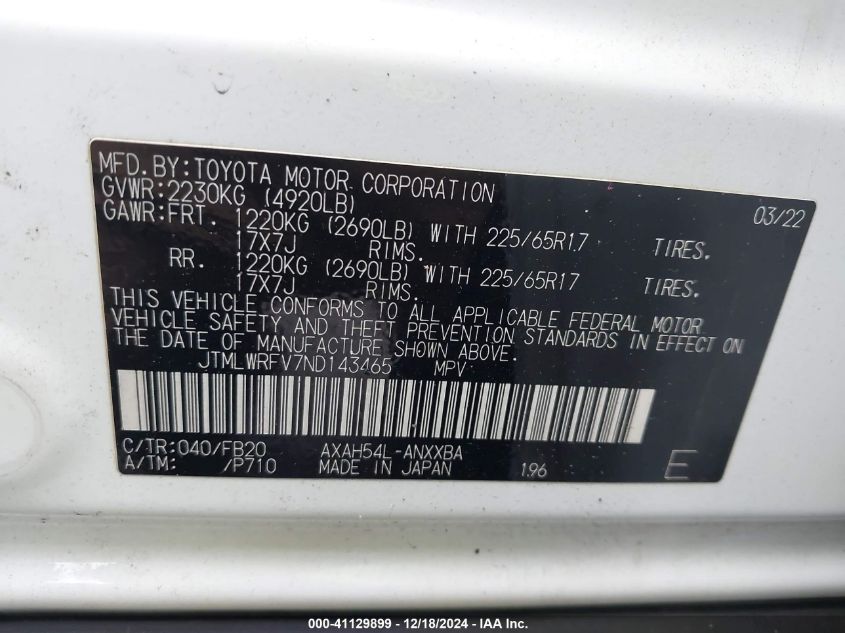 MFD.BY:TOYOTA MOTOR CORPORATION 03/22
GVWR:2230KG (4920LB)
GAWR:FRT. 1220KG (2690LB) WITH 225/65R17 TIRES.
17X7J RIMS.
RR. 1220KG (2690LB) WITH 225/65R17 TIRES.
17X7J RIMS.
THIS VEHICLE CONFORMS TO ALL APPLICABLE FEDERAL MOTOR
VEHICLE SAFETY AND THEFT PREVENTION STANDARDS IN EFFECT ON
THE DATE OF MANUFACTURE SHOWN ABOVE.
JTMLWRFV7ND143465 MPV
C/TR:040/FB20 AXAH54L-ANXXBA
A/TM: /P710 MADE IN JAPAN 196 E
000-41129899 - 12/18/2024 - IAA Inc.